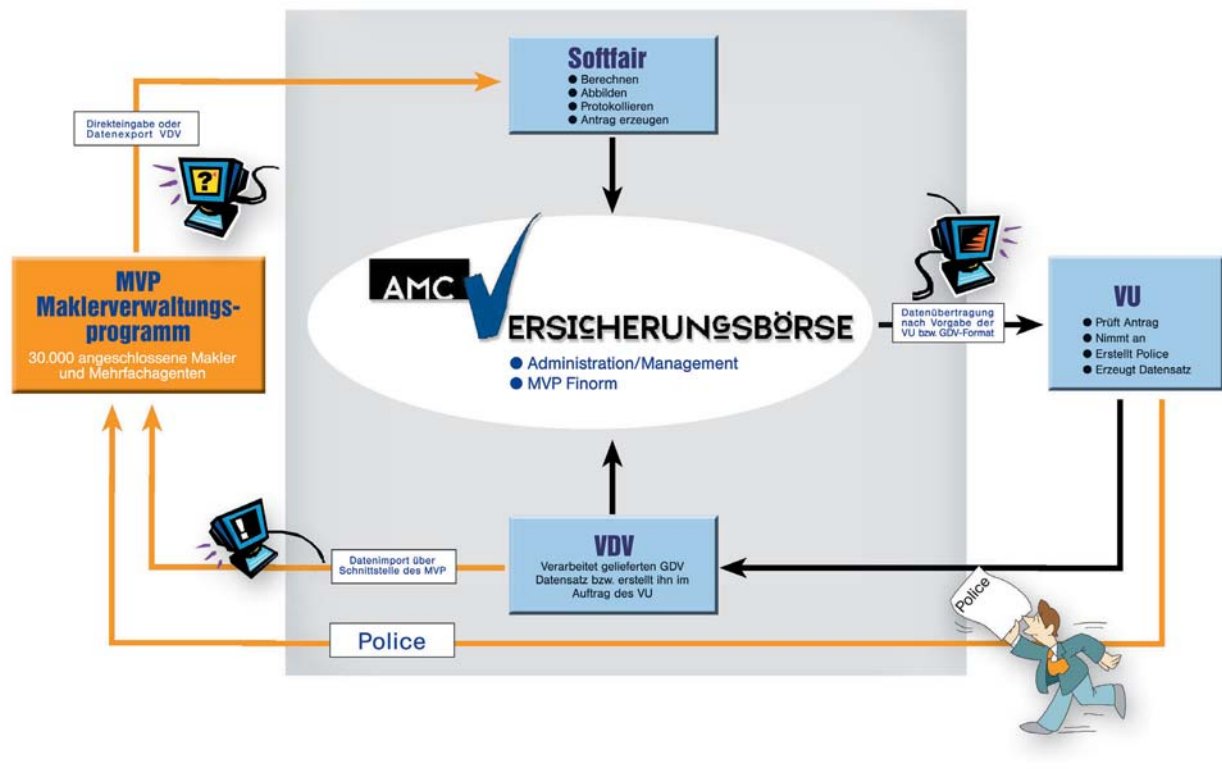 Softfair
● Berechnen
● Abbilden
● Protokollieren
● Antrag erzeugen
Direkteingabe oder
Datenexport VDV
?
MVP
Maklerverwaltungs-
programm
30.000 angeschlossene Makler
und Mehrfachagenten
AMC
VERSICHERUNGSBÖRSE
● Administration/Management
● MVP Finorm
Datenübertragung
nach Vorgabe der
VU bzw. GDV-Format
VU
● Prüft Antrag
● Nimmt an
● Erstellt Police
● Erzeugt Datensatz
!
Datenimport über
Schnittstelle des MVP
VDV
Verarbeitet gelieferten GDV
Datensatz bzw. erstellt ihn im
Auftrag des VU
Police
Police